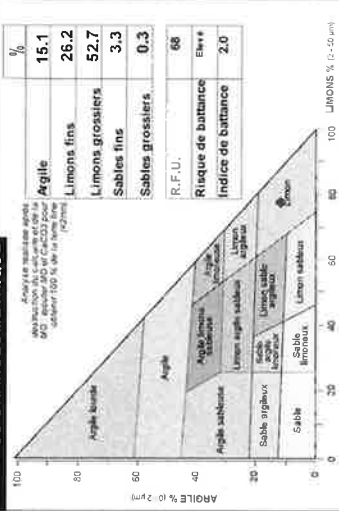 %
Argile 15.1
Limons fins 26.2
Limons grossiers 52.7
Sables fins 3.3
Sables grossiers 0.3
R.F.U. 68
Risque de battance Elevé
Indice de battance 2.0
Analyse réalisée après
destruction du calcaire et de la
MO : ajouter MO et CaCO3 pour
obtenir 100 % de la terre fine
(<2mm)
ARGILE % (0 - 2 µm)
100
80
60
40
20
0
Argile lourde
Argile
Argile sableuse
Argile limono
sableuse
Argile
limoneuse
Limon argilo sableux
Limon
argileux
Sable argileux
Sable
argilo
limoneux
Limon sablo
argileux
Limon
Sable
Sable
limoneux
Limon sableux
0
20
40
60
80
100
LIMONS % (2 - 50 µm)